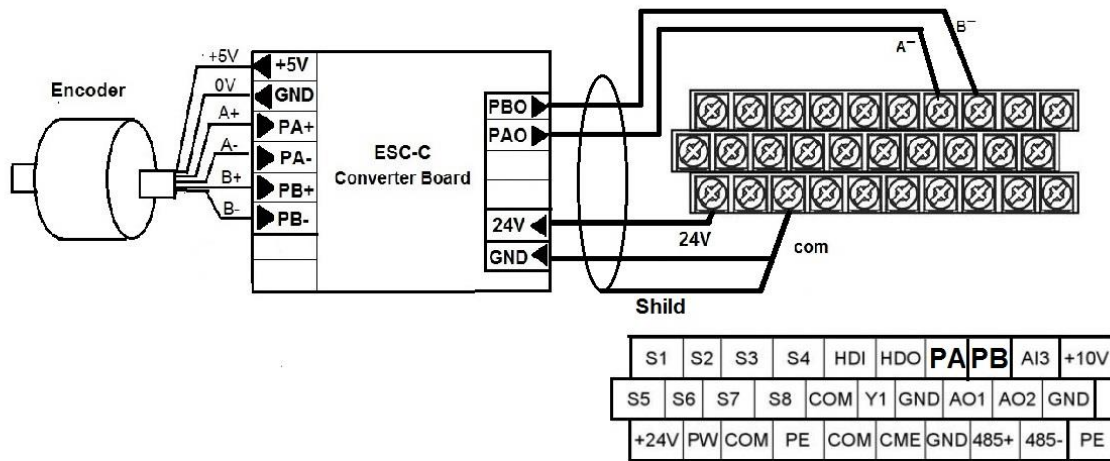 Encoder
+5V
0V
A+
A-
B+
B-
+5V
GND
PA+
PA-
PB+
PB-
ESC-C
Converter Board
PBO
PAO
24V
GND
A-
B-
24V
com
Shild
S1 S2 S3 S4 HDI HDO PA PB AI3 +10V
S5 S6 S7 S8 COM Y1 GND AO1 AO2 GND
+24V PW COM PE COM CME GND 485+ 485- PE